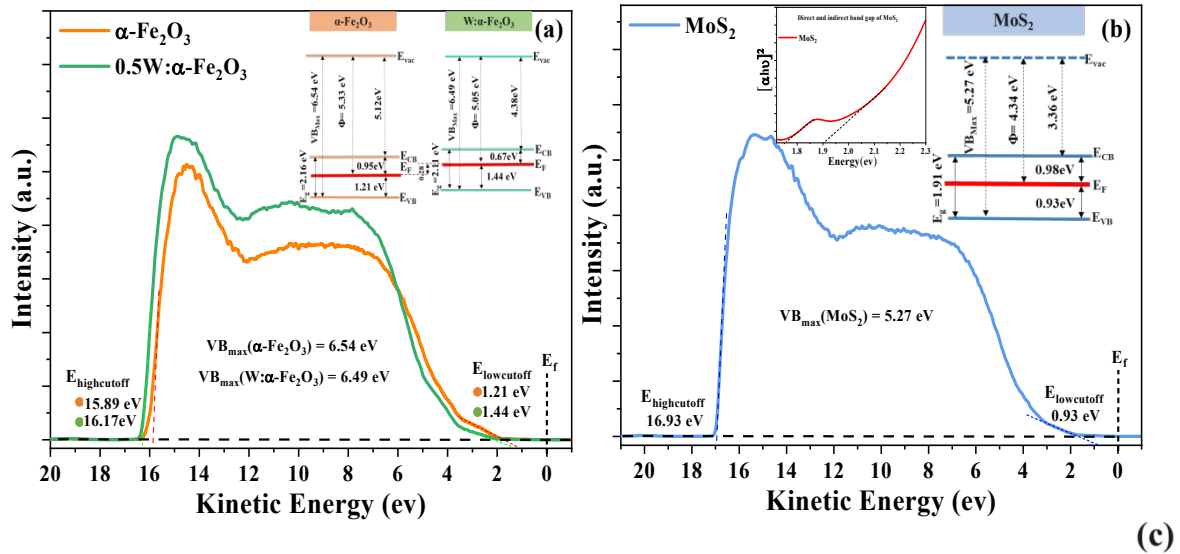 α-Fe₂O₃
0.5W:α-Fe₂O₃
α-Fe₂O₃
W:α-Fe₂O₃
(a)
Evac
Evac
VBMax =6.54 eV
Φ= 5.33 eV
5.12eV
VBMax =6.49 eV
Φ= 5.05 eV
4.38eV
Eg =2.16 eV
0.95eV
1.21 eV
ECB
EF
EVB
0.28
Eg =2.11 eV
0.67eV
1.44 eV
ECB
EF
EVB
VBmax(α-Fe₂O₃) = 6.54 eV
VBmax(W:α-Fe₂O₃) = 6.49 eV
Ehighcutoff
15.89 eV
16.17eV
Elowcutoff
1.21 eV
1.44 eV
Ef
Intensity (a.u.)
20 18 16 14 12 10 8 6 4 2 0
Kinetic Energy (ev)
MoS₂
Direct and indirect band gap of MoS₂
MoS₂
[αhυ]²
1.8 1.9 2.0 2.1 2.2 2.3
Energy(ev)
MoS₂
(b)
Evac
VBMax =5.27 eV
Φ= 4.34 eV
3.36 eV
Eg =1.91 eV
ECB
0.98eV
EF
0.93eV
EVB
VBmax(MoS₂) = 5.27 eV
Ehighcutoff
16.93 eV
Elowcutoff
0.93 eV
Ef
Intensity (a.u.)
20 18 16 14 12 10 8 6 4 2 0
Kinetic Energy (ev)
(c)